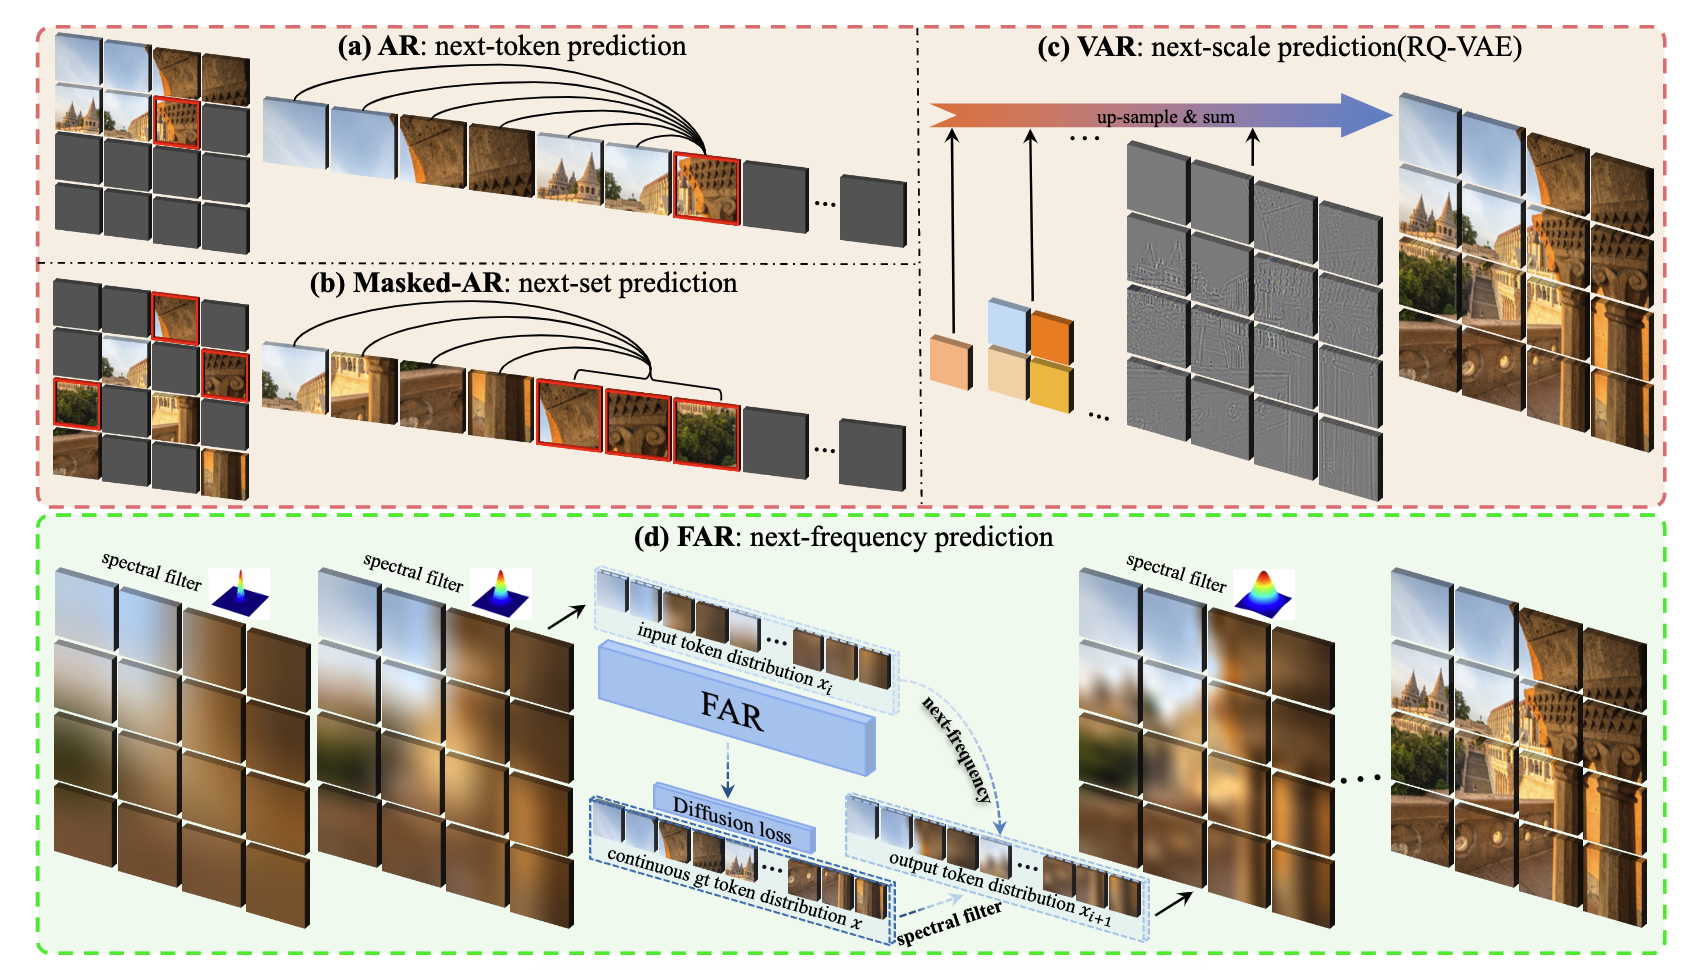 (a) AR: next-token prediction
...
(b) Masked-AR: next-set prediction
...
(c) VAR: next-scale prediction(RQ-VAE)
up-sample & sum
...
...
(d) FAR: next-frequency prediction
spectral filter
spectral filter
...
input token distribution x_i
FAR
Diffusion loss
...
continuous gt token distribution x
next-frequency
spectral filter
...
output token distribution x_{i+1}
spectral filter
...